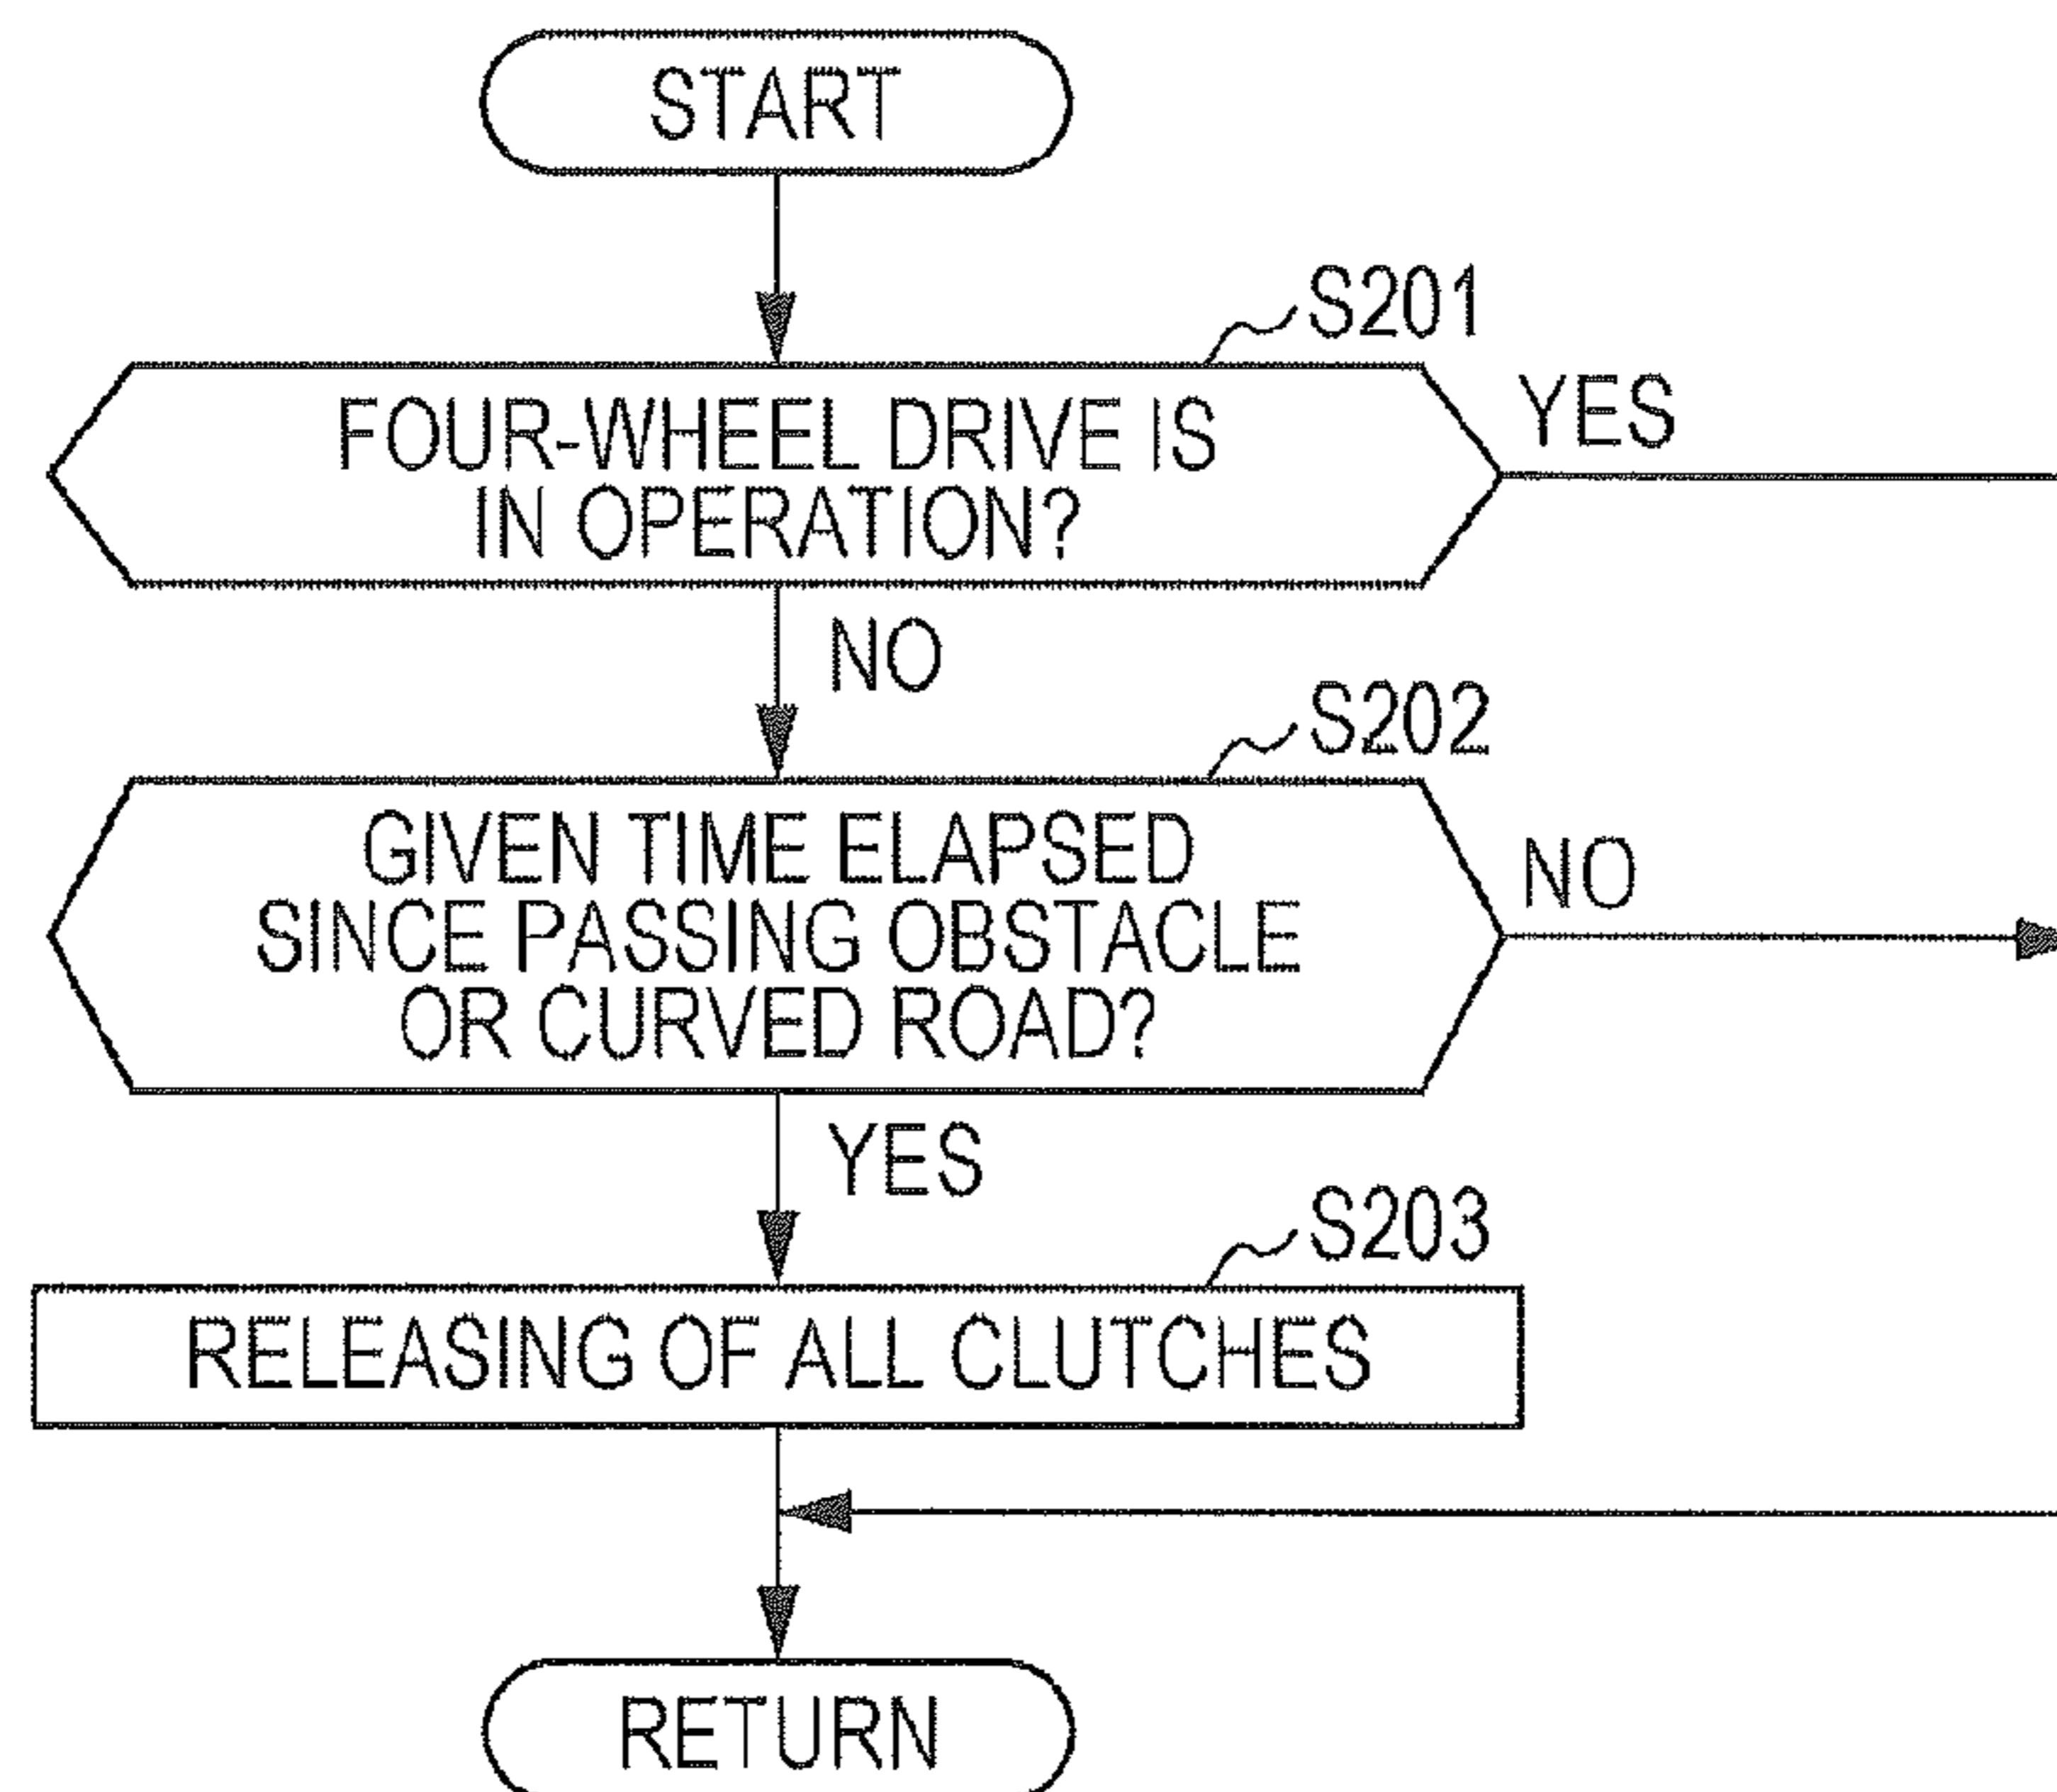 START
S201
FOUR-WHEEL DRIVE IS
IN OPERATION?
YES
NO
S202
GIVEN TIME ELAPSED
SINCE PASSING OBSTACLE
OR CURVED ROAD?
NO
YES
S203
RELEASING OF ALL CLUTCHES
RETURN